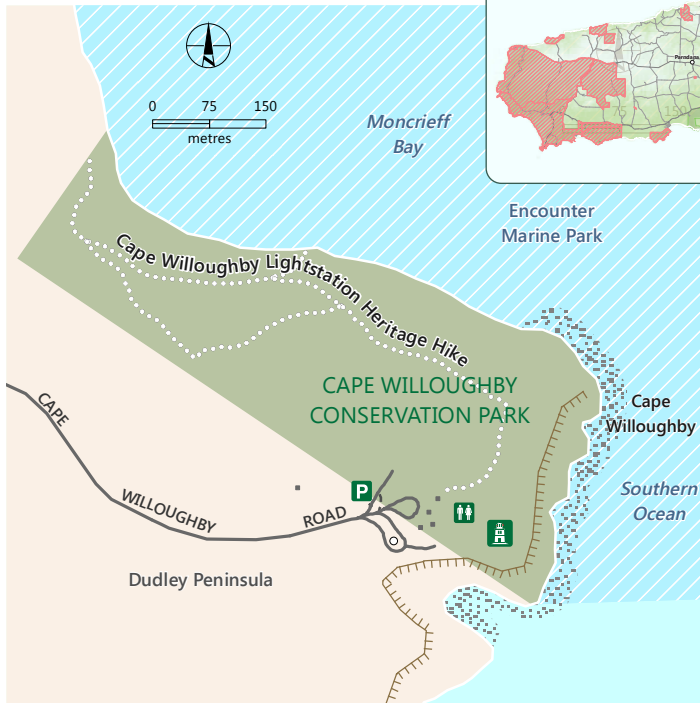 0 75 150
metres
Moncrieff
Bay
Encounter
Marine Park
Cape Willoughby Lightstation Heritage Hike
CAPE WILLOUGHBY
CONSERVATION PARK
Cape
Willoughby
CAPE WILLOUGHBY ROAD
P
Southern
Ocean
Dudley Peninsula